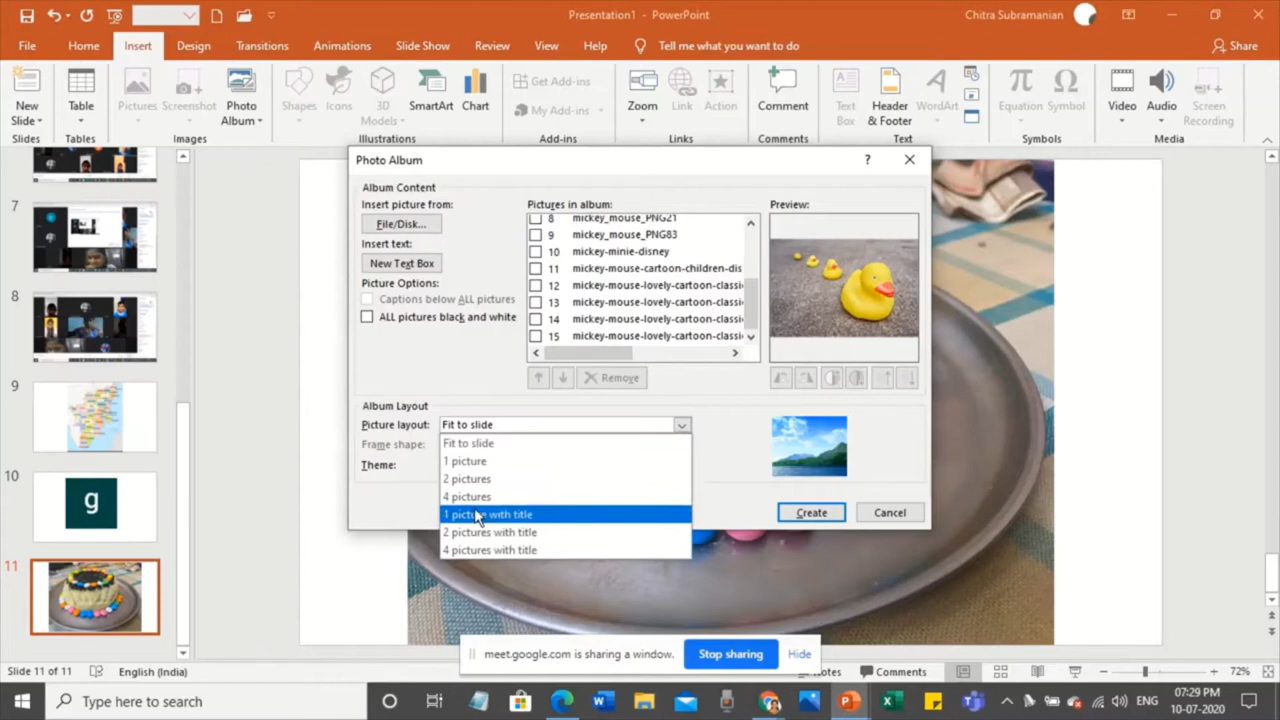 Presentation1 - PowerPoint
Chitra Subramanian
File Home Insert Design Transitions Animations Slide Show Review View Help Tell me what you want to do Share
New Slide
Table
Pictures
Screenshot
Photo Album
Shapes
Icons
3D Models
SmartArt
Chart
Get Add-ins
My Add-ins
Zoom
Link
Action
Comment
Text Box
Header & Footer
WordArt
Equation
Symbol
Video
Audio
Screen Recording
Slides Tables Images Illustrations Add-ins Links Comments Text Symbols Media
7
8
9
10
g
11
Photo Album
?
Album Content
Insert picture from:
File/Disk...
Insert text:
New Text Box
Picture Options:
Captions below ALL pictures
ALL pictures black and white
Pictures in album:
8 mickey_mouse_PNG21
9 mickey_mouse_PNG83
10 mickey-minie-disney
11 mickey-mouse-cartoon-children-dis
12 mickey-mouse-lovely-cartoon-classi
13 mickey-mouse-lovely-cartoon-classi
14 mickey-mouse-lovely-cartoon-classi
15 mickey-mouse-lovely-cartoon-classi
Remove
Preview:
Album Layout
Picture layout: Fit to slide
Frame shape:
Theme:
Fit to slide
1 picture
2 pictures
4 pictures
1 picture with title
2 pictures with title
4 pictures with title
Create
Cancel
meet.google.com is sharing a window.
Stop sharing
Hide
Slide 11 of 11 English (India) Comments 72%
Type here to search
ENG
07:29 PM
10-07-2020